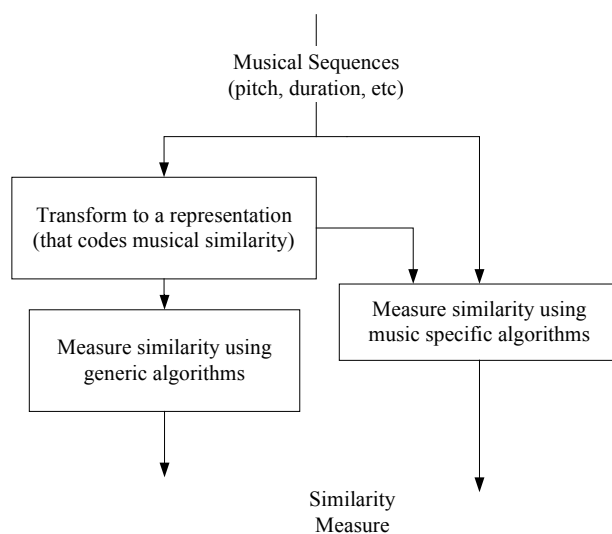 Musical Sequences
(pitch, duration, etc)
Transform to a representation
(that codes musical similarity)
Measure similarity using
music specific algorithms
Measure similarity using
generic algorithms
Similarity
Measure